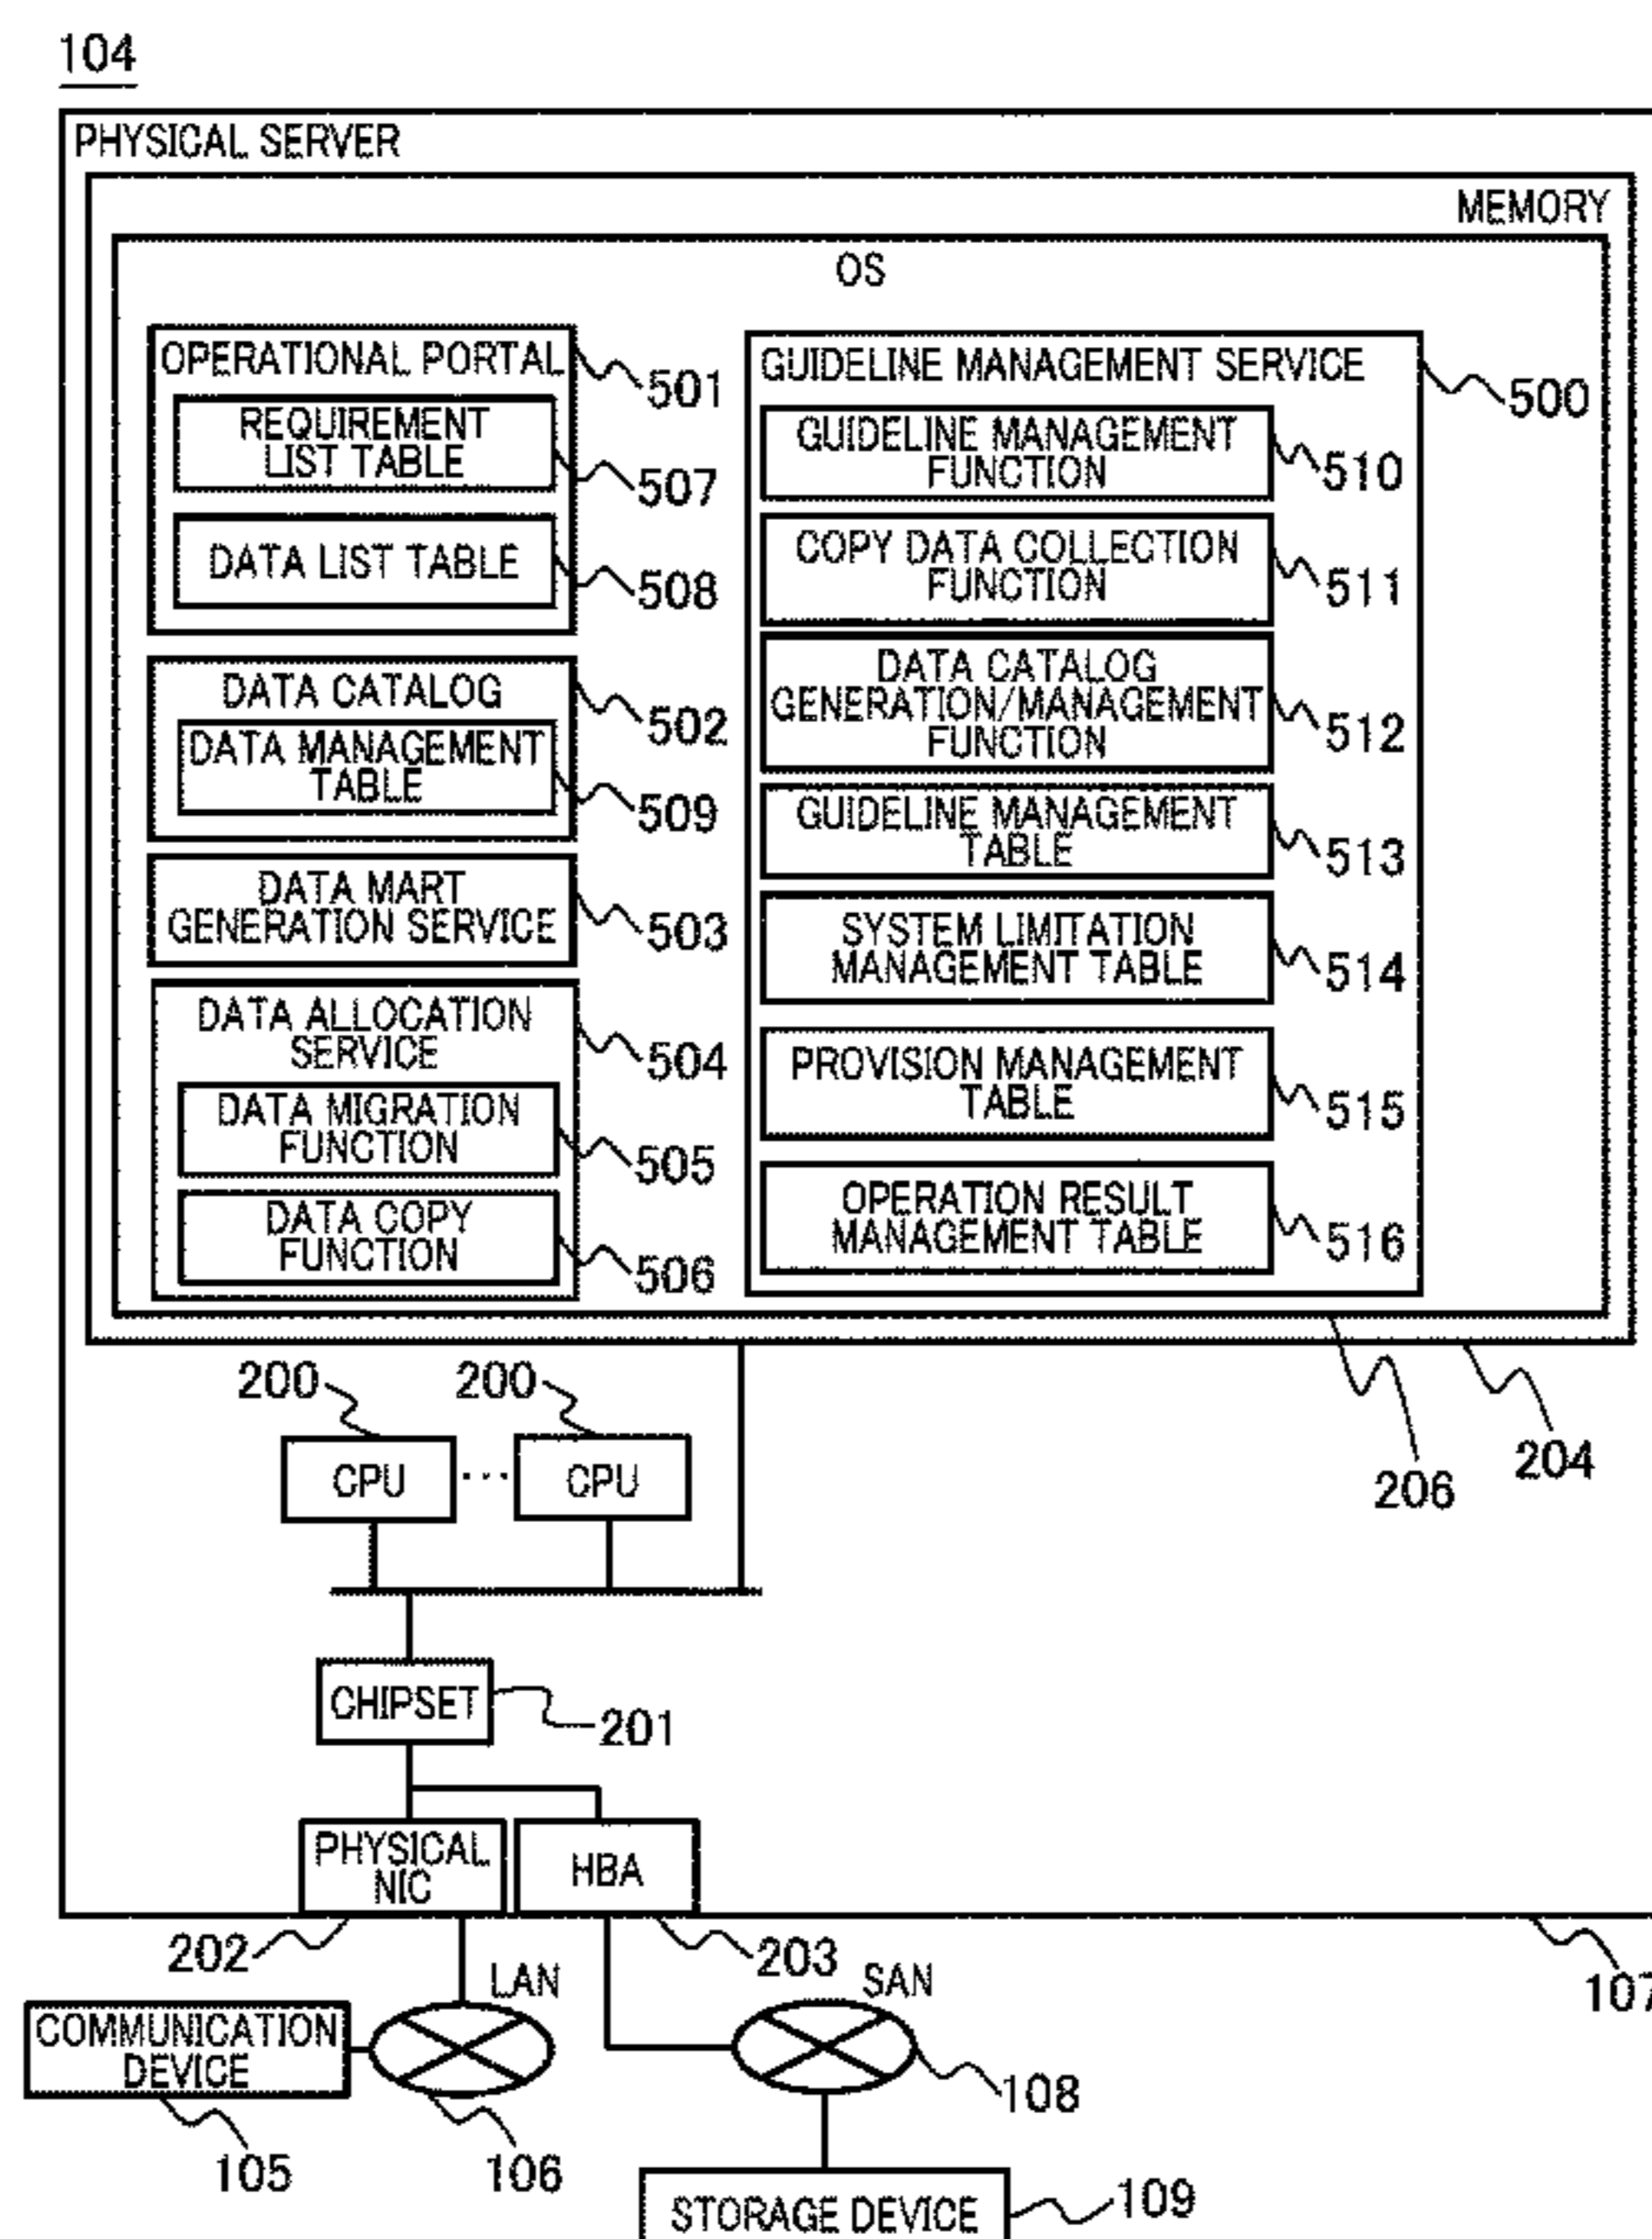 104
PHYSICAL SERVER
MEMORY
OS
OPERATIONAL PORTAL
501
REQUIREMENT
LIST TABLE
507
DATA LIST TABLE
508
DATA CATALOG
502
DATA MANAGEMENT
TABLE
509
DATA MART
GENERATION SERVICE
503
DATA ALLOCATION
SERVICE
504
DATA MIGRATION
FUNCTION
505
DATA COPY
FUNCTION
506
GUIDELINE MANAGEMENT SERVICE
500
GUIDELINE MANAGEMENT
FUNCTION
510
COPY DATA COLLECTION
FUNCTION
511
DATA CATALOG
GENERATION/MANAGEMENT
FUNCTION
512
GUIDELINE MANAGEMENT
TABLE
513
SYSTEM LIMITATION
MANAGEMENT TABLE
514
PROVISION MANAGEMENT
TABLE
515
OPERATION RESULT
MANAGEMENT TABLE
516
206
204
200
200
CPU
...
CPU
CHIPSET
201
PHYSICAL
NIC
HBA
202
203
107
LAN
SAN
COMMUNICATION
DEVICE
105
106
108
STORAGE DEVICE
109